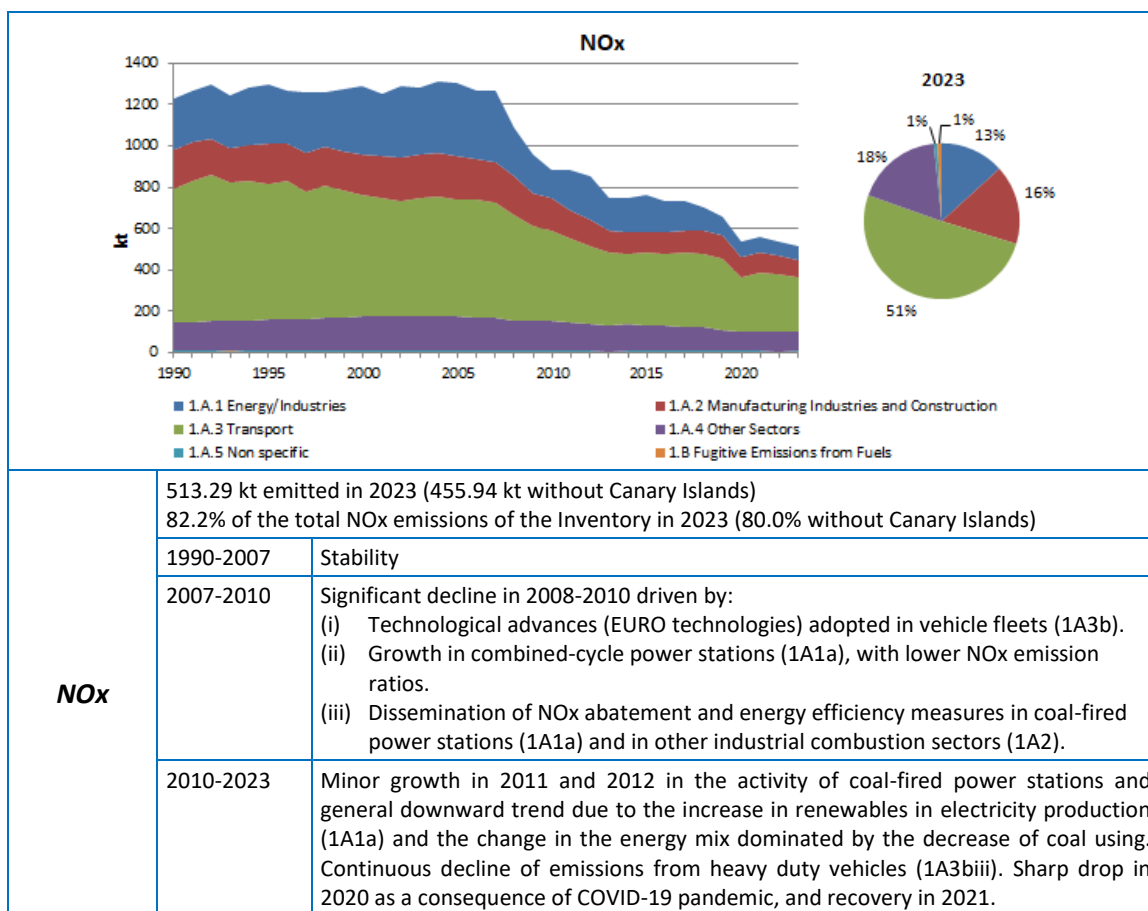 NOx
1400
1200
1000
800
600
400
200
0
kt
1990
1995
2000
2005
2010
2015
2020
2023
1%
1%
13%
18%
16%
51%
1.A.1 Energy/Industries
1.A.2 Manufacturing Industries and Construction
1.A.3 Transport
1.A.4 Other Sectors
1.A.5 Non specific
1.B Fugitive Emissions from Fuels
NOx
513.29 kt emitted in 2023 (455.94 kt without Canary Islands)
82.2% of the total NOx emissions of the Inventory in 2023 (80.0% without Canary Islands)
1990-2007
Stability
2007-2010
Significant decline in 2008-2010 driven by:
(i) Technological advances (EURO technologies) adopted in vehicle fleets (1A3b).
(ii) Growth in combined-cycle power stations (1A1a), with lower NOx emission
ratios.
(iii) Dissemination of NOx abatement and energy efficiency measures in coal-fired
power stations (1A1a) and in other industrial combustion sectors (1A2).
2010-2023
Minor growth in 2011 and 2012 in the activity of coal-fired power stations and
general downward trend due to the increase in renewables in electricity production
(1A1a) and the change in the energy mix dominated by the decrease of coal using.
Continuous decline of emissions from heavy duty vehicles (1A3biii). Sharp drop in
2020 as a consequence of COVID-19 pandemic, and recovery in 2021.